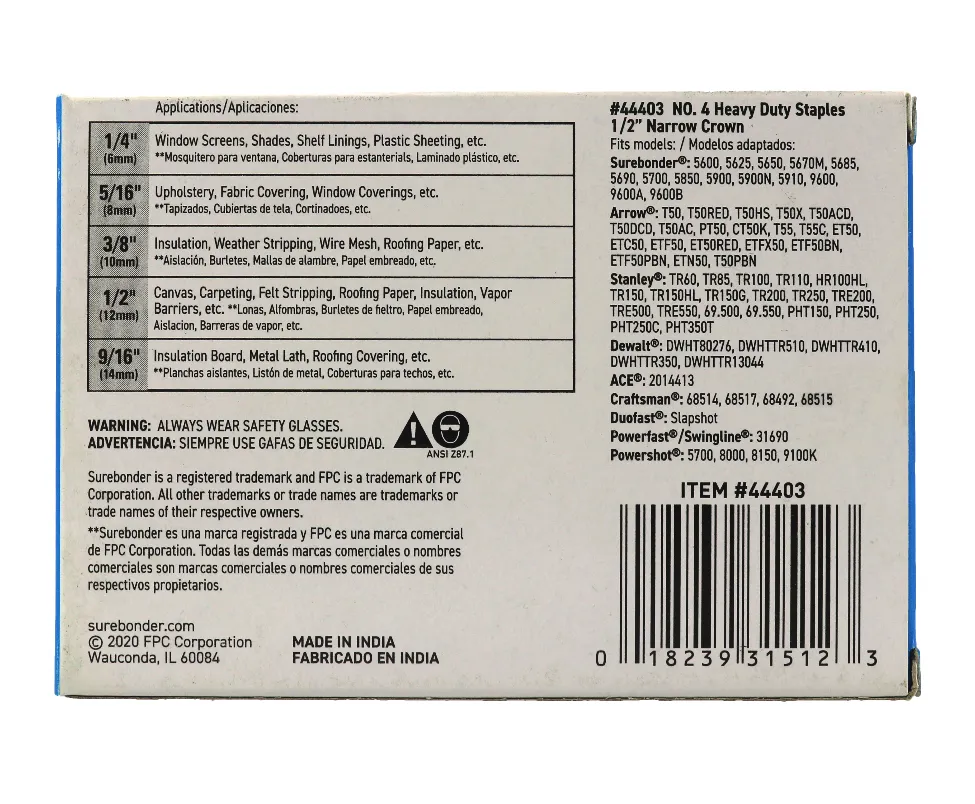 Applications/Aplicaciones:
1/4"
(6mm)
Window Screens, Shades, Shelf Linings, Plastic Sheeting, etc.
**Mosquitero para ventana, Coberturas para estanterials, Laminado plástico, etc.
5/16"
(8mm)
Upholstery, Fabric Covering, Window Coverings, etc.
**Tapizados, Cubiertas de tela, Cortinadoes, etc.
3/8"
(10mm)
Insulation, Weather Stripping, Wire Mesh, Roofing Paper, etc.
**Aislación, Burletes, Mallas de alambre, Papel embreado, etc.
1/2"
(12mm)
Canvas, Carpeting, Felt Stripping, Roofing Paper, Insulation, Vapor
Barriers, etc. **Lonas, Alfombras, Burletes de fieltro, Papel embreado,
Aislacion, Barreras de vapor, etc.
9/16"
(14mm)
Insulation Board, Metal Lath, Roofing Covering, etc.
**Planchas aislantes, Listón de metal, Coberturas para techos, etc.
WARNING: ALWAYS WEAR SAFETY GLASSES.
ADVERTENCIA: SIEMPRE USE GAFAS DE SEGURIDAD.
ANSI Z87.1
Surebonder is a registered trademark and FPC is a trademark of FPC
Corporation. All other trademarks or trade names are trademarks or
trade names of their respective owners.
**Surebonder es una marca registrada y FPC es una marca comercial
de FPC Corporation. Todas las demás marcas comerciales o nombres
comerciales son marcas comerciales o nombres comerciales de sus
respectivos propietarios.
surebonder.com
© 2020 FPC Corporation
Wauconda, IL 60084
MADE IN INDIA
FABRICADO EN INDIA
#44403 NO. 4 Heavy Duty Staples
1/2" Narrow Crown
Fits models: / Modelos adaptados:
Surebonder®: 5600, 5625, 5650, 5670M, 5685,
5690, 5700, 5850, 5900, 5900N, 5910, 9600,
9600A, 9600B
Arrow®: T50, T50RED, T50HS, T50X, T50ACD,
T50DCD, T50AC, PT50, CT50K, T55, T55C, ET50,
ETC50, ETF50, ET50RED, ETFX50, ETF50BN,
ETF50PBN, ETN50, T50PBN
Stanley®: TR60, TR85, TR100, TR110, HR100HL,
TR150, TR150HL, TR150G, TR200, TR250, TRE200,
TRE500, TRE550, 69.500, 69.550, PHT150, PHT250,
PHT250C, PHT350T
Dewalt®: DWHT80276, DWHTTR510, DWHTTR410,
DWHTTR350, DWHTTR13044
ACE®: 2014413
Craftsman®: 68514, 68517, 68492, 68515
Duofast®: Slapshot
Powerfast®/Swingline®: 31690
Powershot®: 5700, 8000, 8150, 9100K
ITEM #44403
0 18239 31512 3